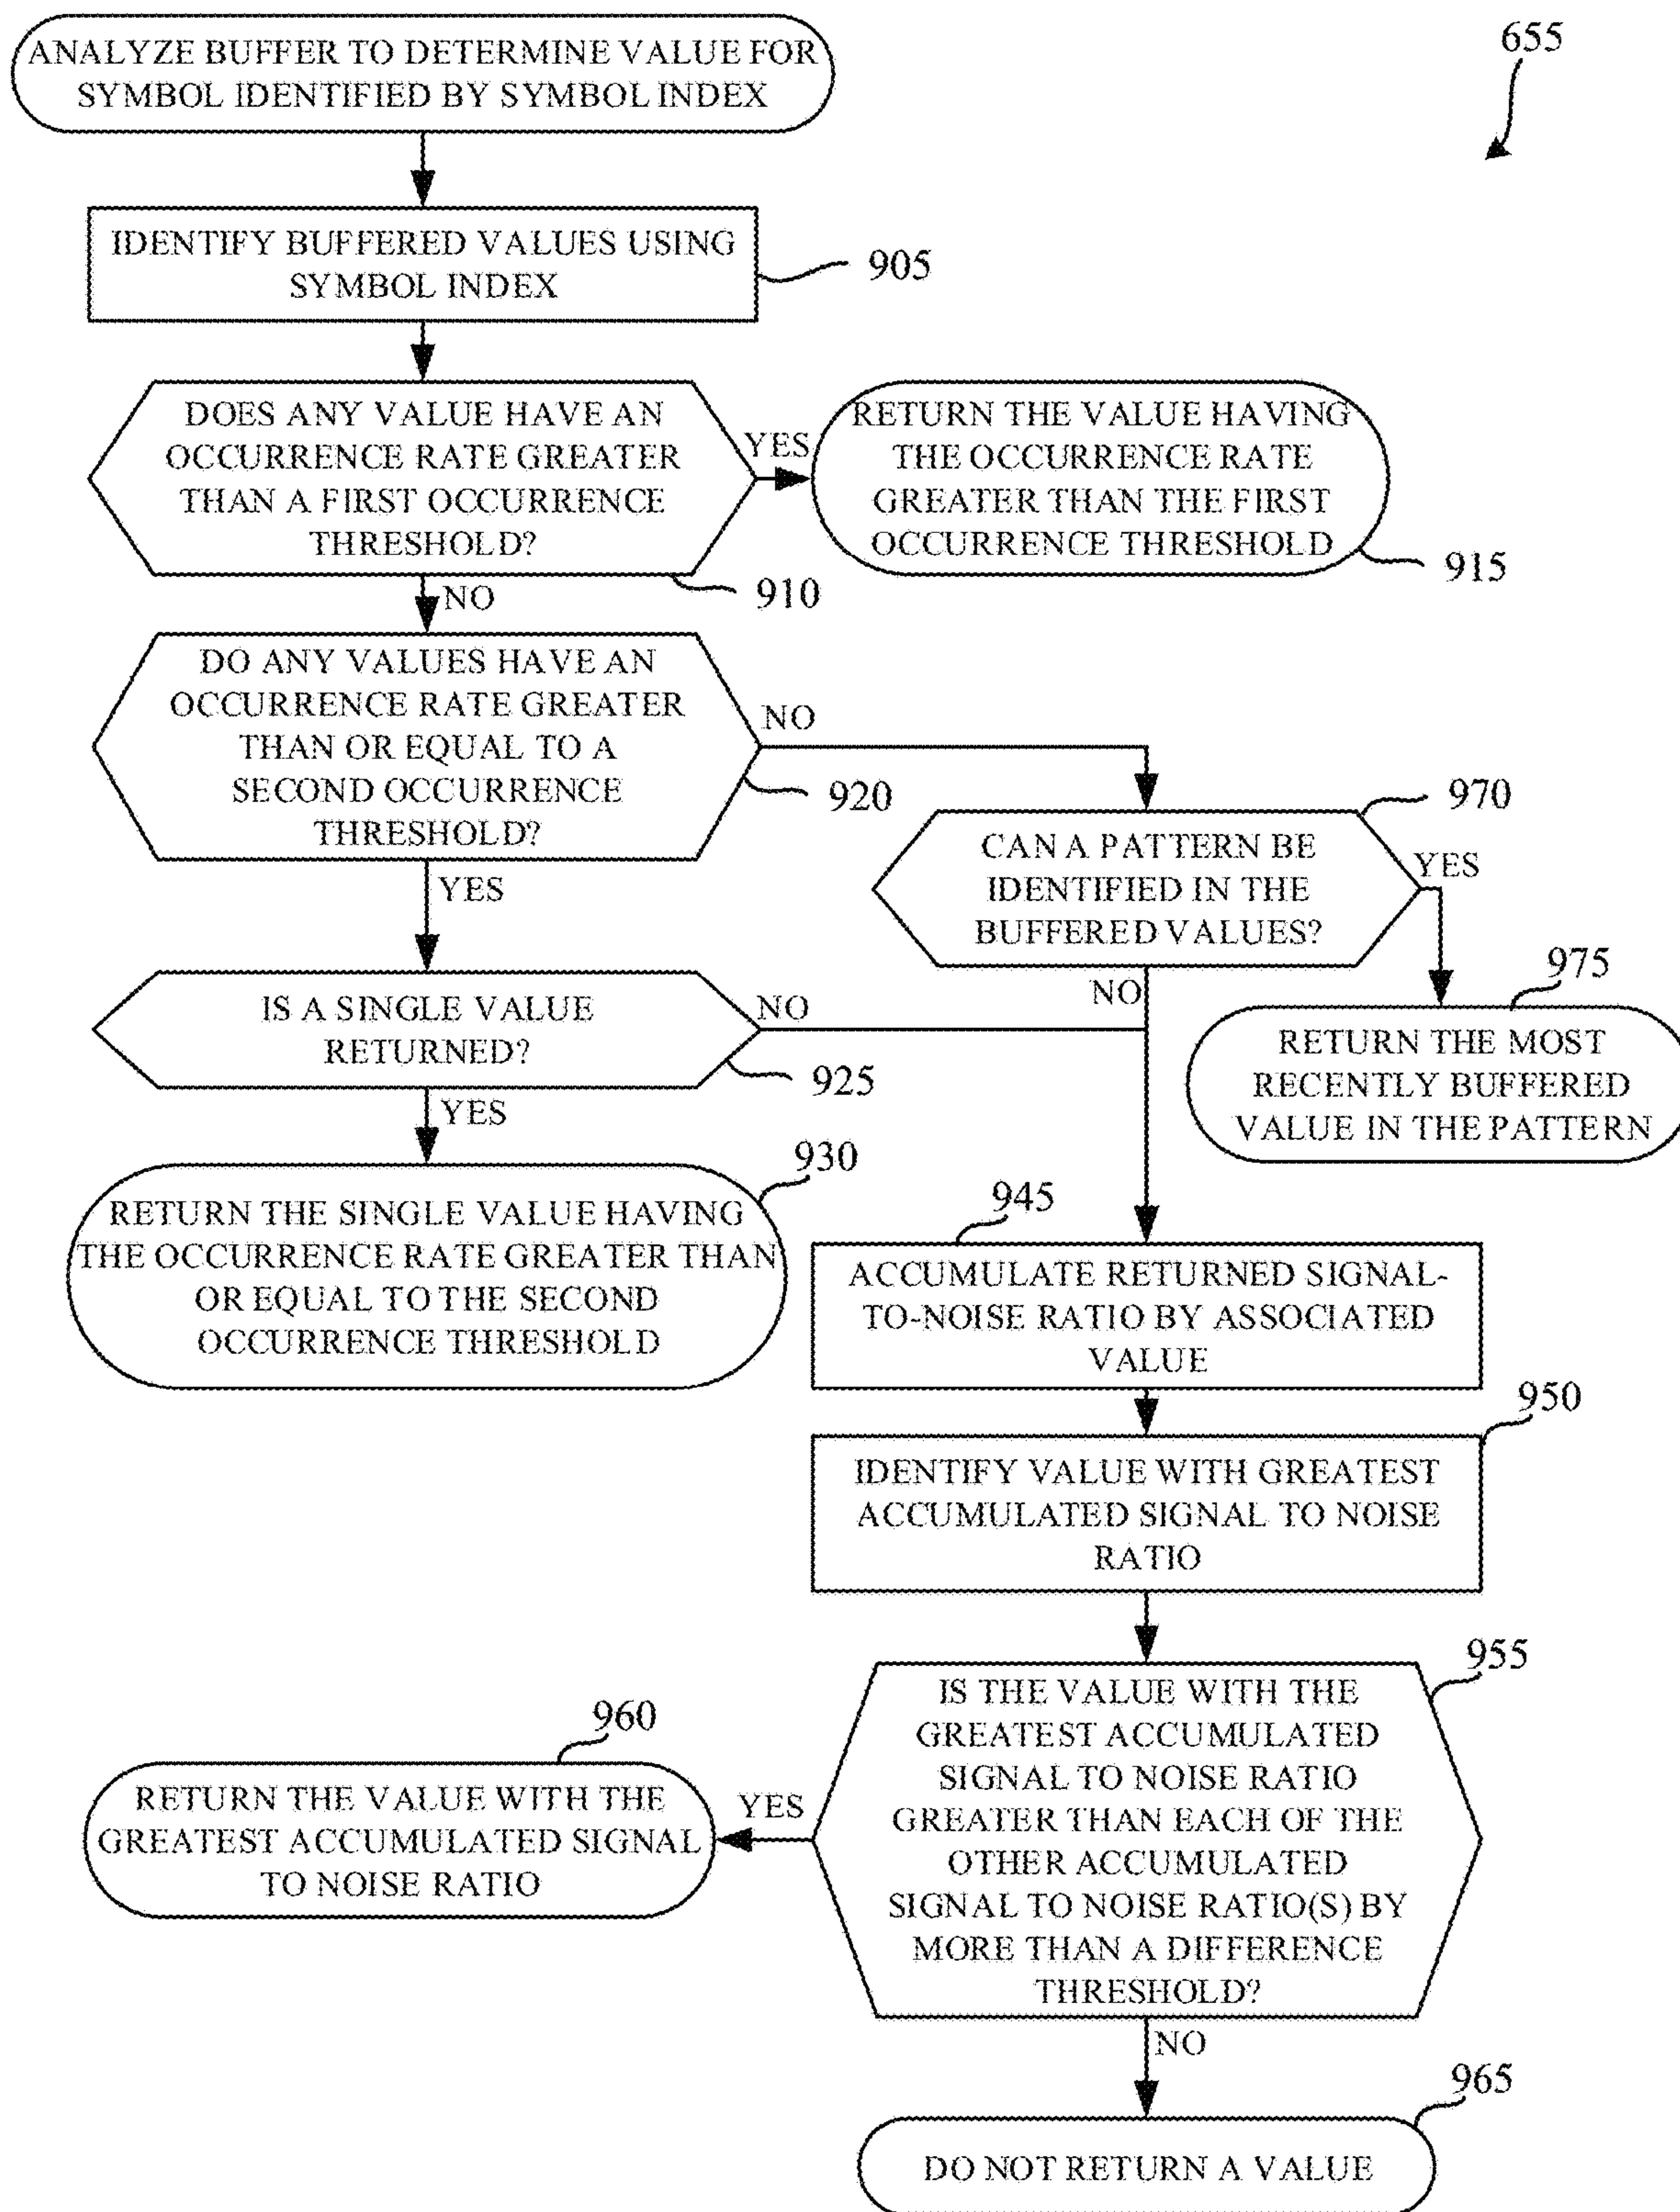 ANALYZE BUFFER TO DETERMINE VALUE FOR
SYMBOL IDENTIFIED BY SYMBOL INDEX
655
IDENTIFY BUFFERED VALUES USING
SYMBOL INDEX
905
DOES ANY VALUE HAVE AN
OCCURRENCE RATE GREATER
THAN A FIRST OCCURRENCE
THRESHOLD?
910
YES
RETURN THE VALUE HAVING
THE OCCURRENCE RATE
GREATER THAN THE FIRST
OCCURRENCE THRESHOLD
915
NO
DO ANY VALUES HAVE AN
OCCURRENCE RATE GREATER
THAN OR EQUAL TO A
SECOND OCCURRENCE
THRESHOLD?
920
NO
970
CAN A PATTERN BE
IDENTIFIED IN THE
BUFFERED VALUES?
YES
975
RETURN THE MOST
RECENTLY BUFFERED
VALUE IN THE PATTERN
NO
YES
IS A SINGLE VALUE
RETURNED?
NO
925
YES
930
RETURN THE SINGLE VALUE HAVING
THE OCCURRENCE RATE GREATER THAN
OR EQUAL TO THE SECOND
OCCURRENCE THRESHOLD
945
ACCUMULATE RETURNED SIGNAL-
TO-NOISE RATIO BY ASSOCIATED
VALUE
950
IDENTIFY VALUE WITH GREATEST
ACCUMULATED SIGNAL TO NOISE
RATIO
955
IS THE VALUE WITH THE
GREATEST ACCUMULATED
SIGNAL TO NOISE RATIO
GREATER THAN EACH OF THE
OTHER ACCUMULATED
SIGNAL TO NOISE RATIO(S) BY
MORE THAN A DIFFERENCE
THRESHOLD?
YES
960
RETURN THE VALUE WITH THE
GREATEST ACCUMULATED SIGNAL
TO NOISE RATIO
NO
965
DO NOT RETURN A VALUE